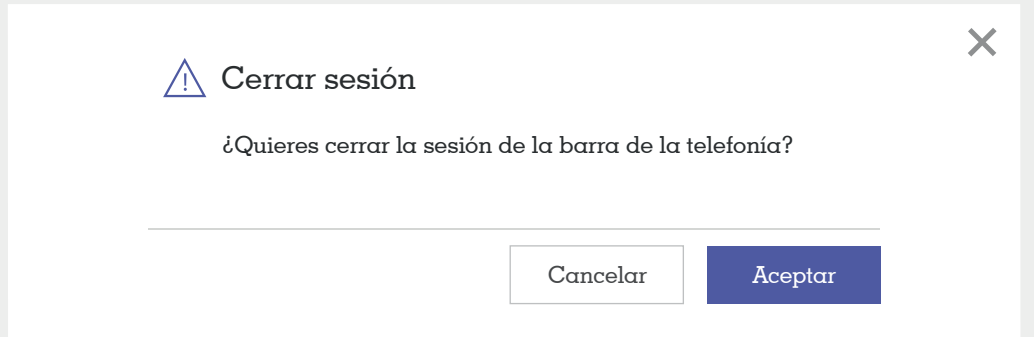 Cerrar sesión
¿Quieres cerrar la sesión de la barra de la telefonía?
Cancelar
Aceptar